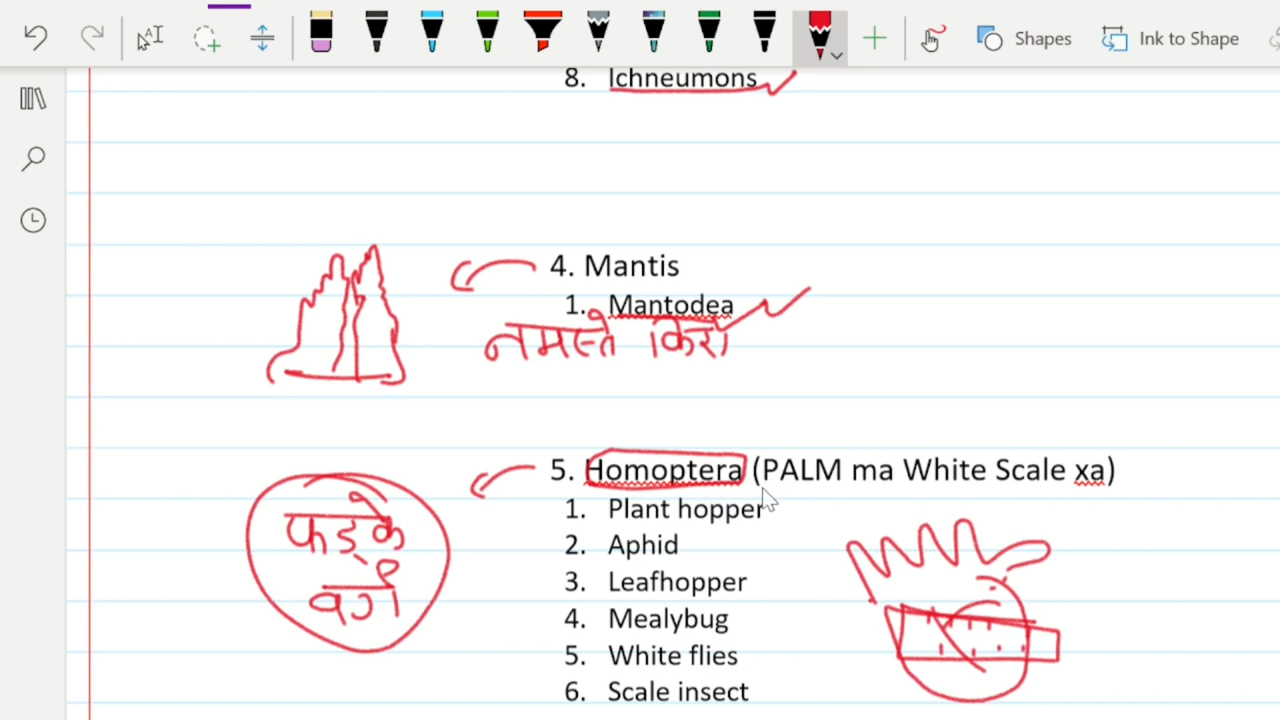 Shapes
Ink to Shape
8. Ichneumons
4. Mantis
1. Mantodea
नमस्ते किरा
5. Homoptera (PALM ma White Scale xa)
फड्के
वर्ग
1. Plant hopper
2. Aphid
3. Leafhopper
4. Mealybug
5. White flies
6. Scale insect